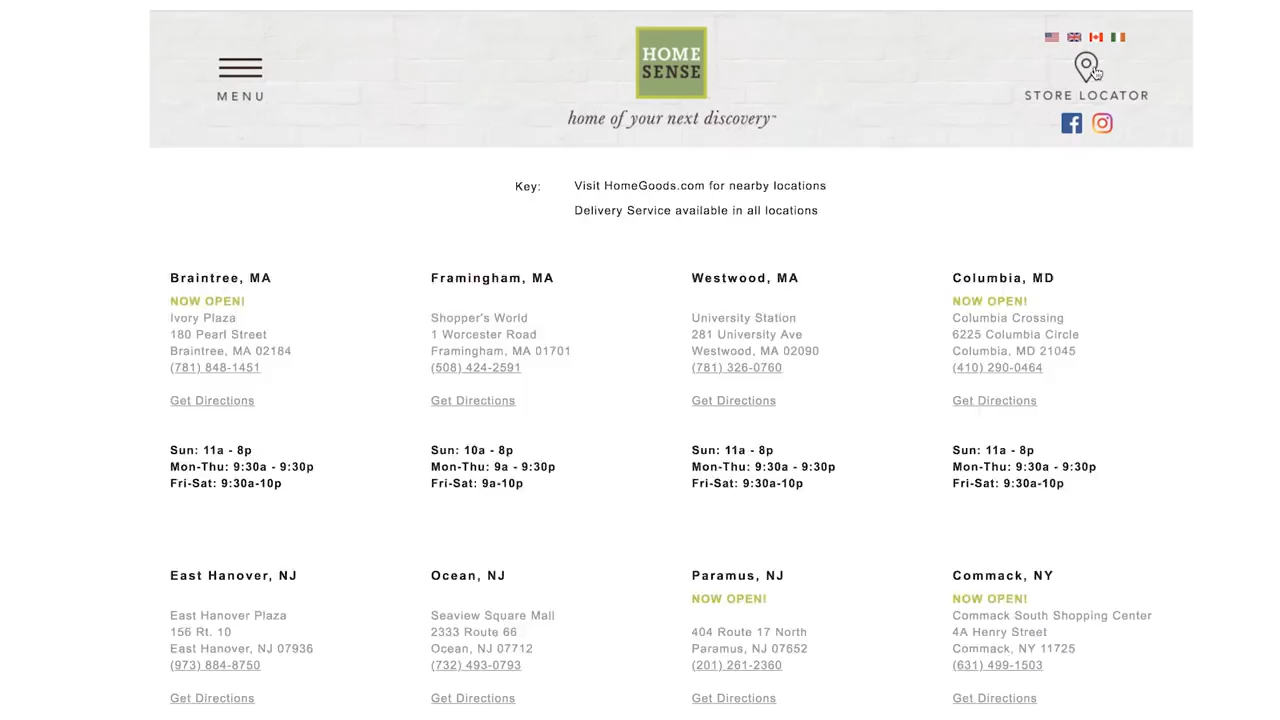 HOME
SENSE
MENU
home of your next discovery™
STORE LOCATOR
Key: Visit HomeGoods.com for nearby locations
Delivery Service available in all locations
Braintree, MA
NOW OPEN!
Ivory Plaza
180 Pearl Street
Braintree, MA 02184
(781) 848-1451
Get Directions
Sun: 11a - 8p
Mon-Thu: 9:30a - 9:30p
Fri-Sat: 9:30a-10p
Framingham, MA
Shopper's World
1 Worcester Road
Framingham, MA 01701
(508) 424-2591
Get Directions
Sun: 10a - 8p
Mon-Thu: 9a - 9:30p
Fri-Sat: 9a-10p
Westwood, MA
University Station
281 University Ave
Westwood, MA 02090
(781) 326-0760
Get Directions
Sun: 11a - 8p
Mon-Thu: 9:30a - 9:30p
Fri-Sat: 9:30a-10p
Columbia, MD
NOW OPEN!
Columbia Crossing
6225 Columbia Circle
Columbia, MD 21045
(410) 290-0464
Get Directions
Sun: 11a - 8p
Mon-Thu: 9:30a - 9:30p
Fri-Sat: 9:30a-10p
East Hanover, NJ
East Hanover Plaza
156 Rt. 10
East Hanover, NJ 07936
(973) 884-8750
Get Directions
Ocean, NJ
Seaview Square Mall
2333 Route 66
Ocean, NJ 07712
(732) 493-0793
Get Directions
Paramus, NJ
NOW OPEN!
404 Route 17 North
Paramus, NJ 07652
(201) 261-2360
Get Directions
Commack, NY
NOW OPEN!
Commack South Shopping Center
4A Henry Street
Commack, NY 11725
(631) 499-1503
Get Directions